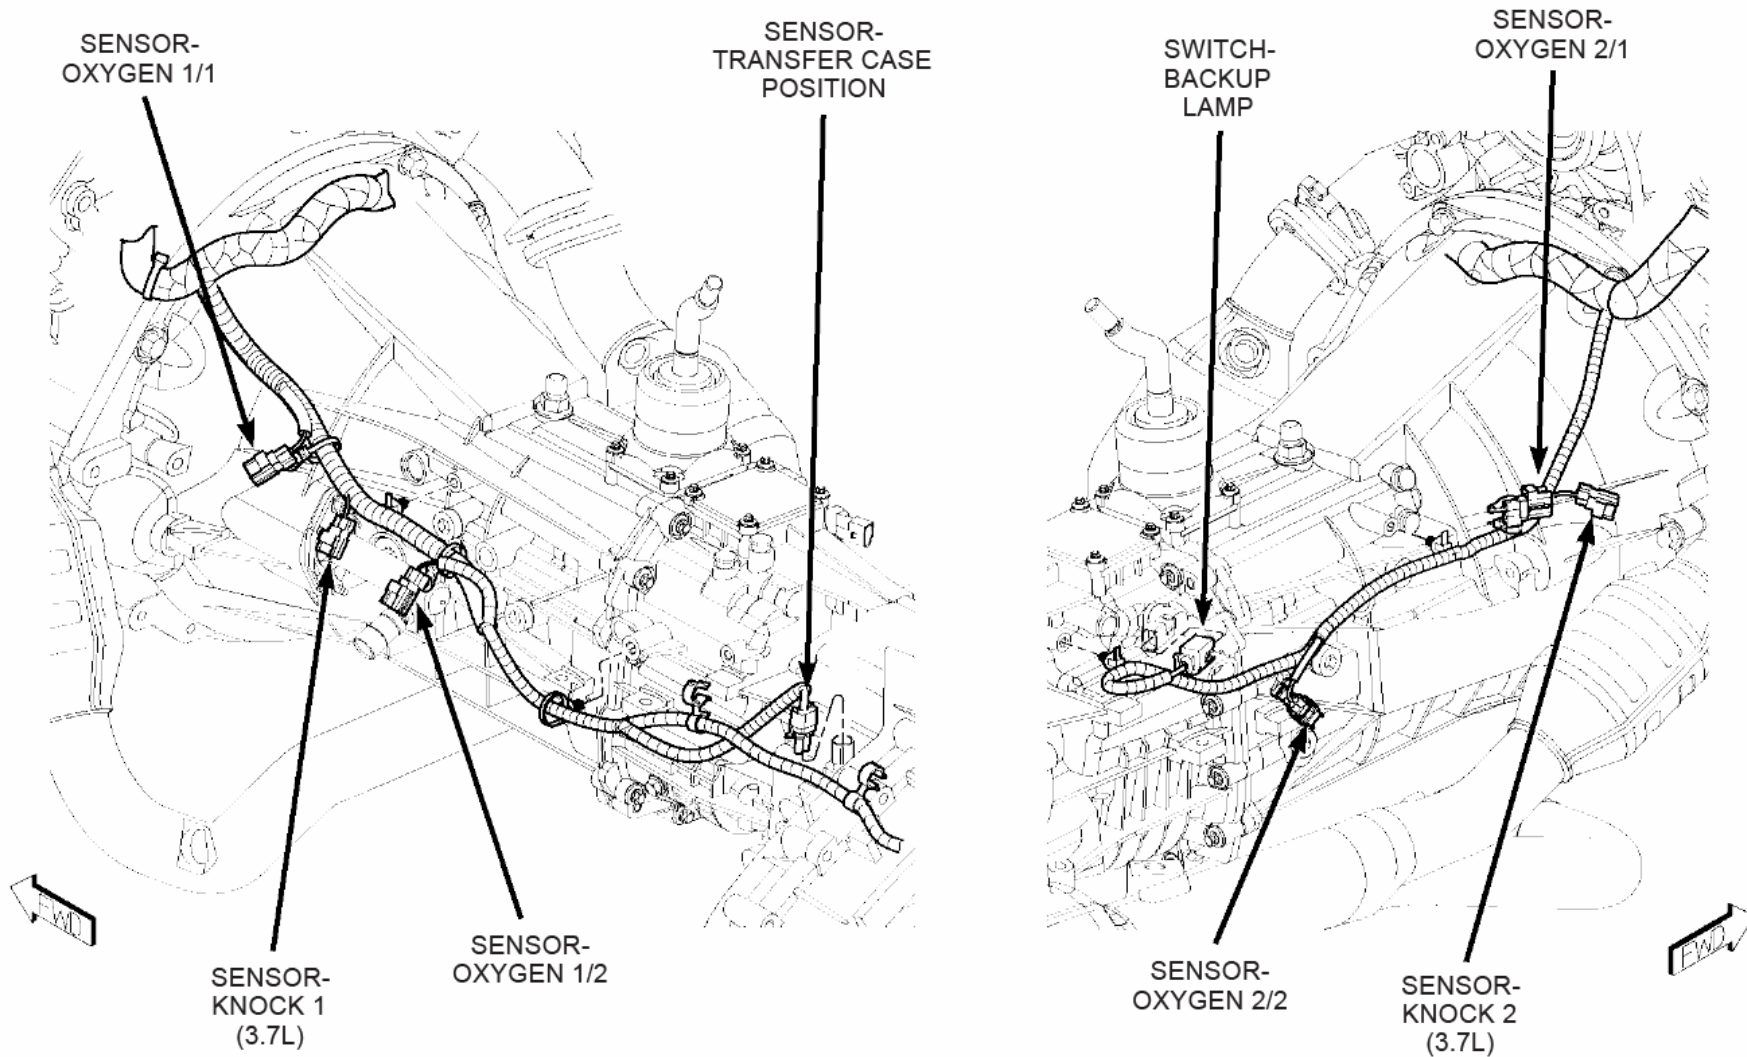 SENSOR-
OXYGEN 1/1
SENSOR-
TRANSFER CASE
POSITION
SWITCH-
BACKUP
LAMP
SENSOR-
OXYGEN 2/1
FWD
SENSOR-
KNOCK 1
(3.7L)
SENSOR-
OXYGEN 1/2
SENSOR-
OXYGEN 2/2
SENSOR-
KNOCK 2
(3.7L)
FWD